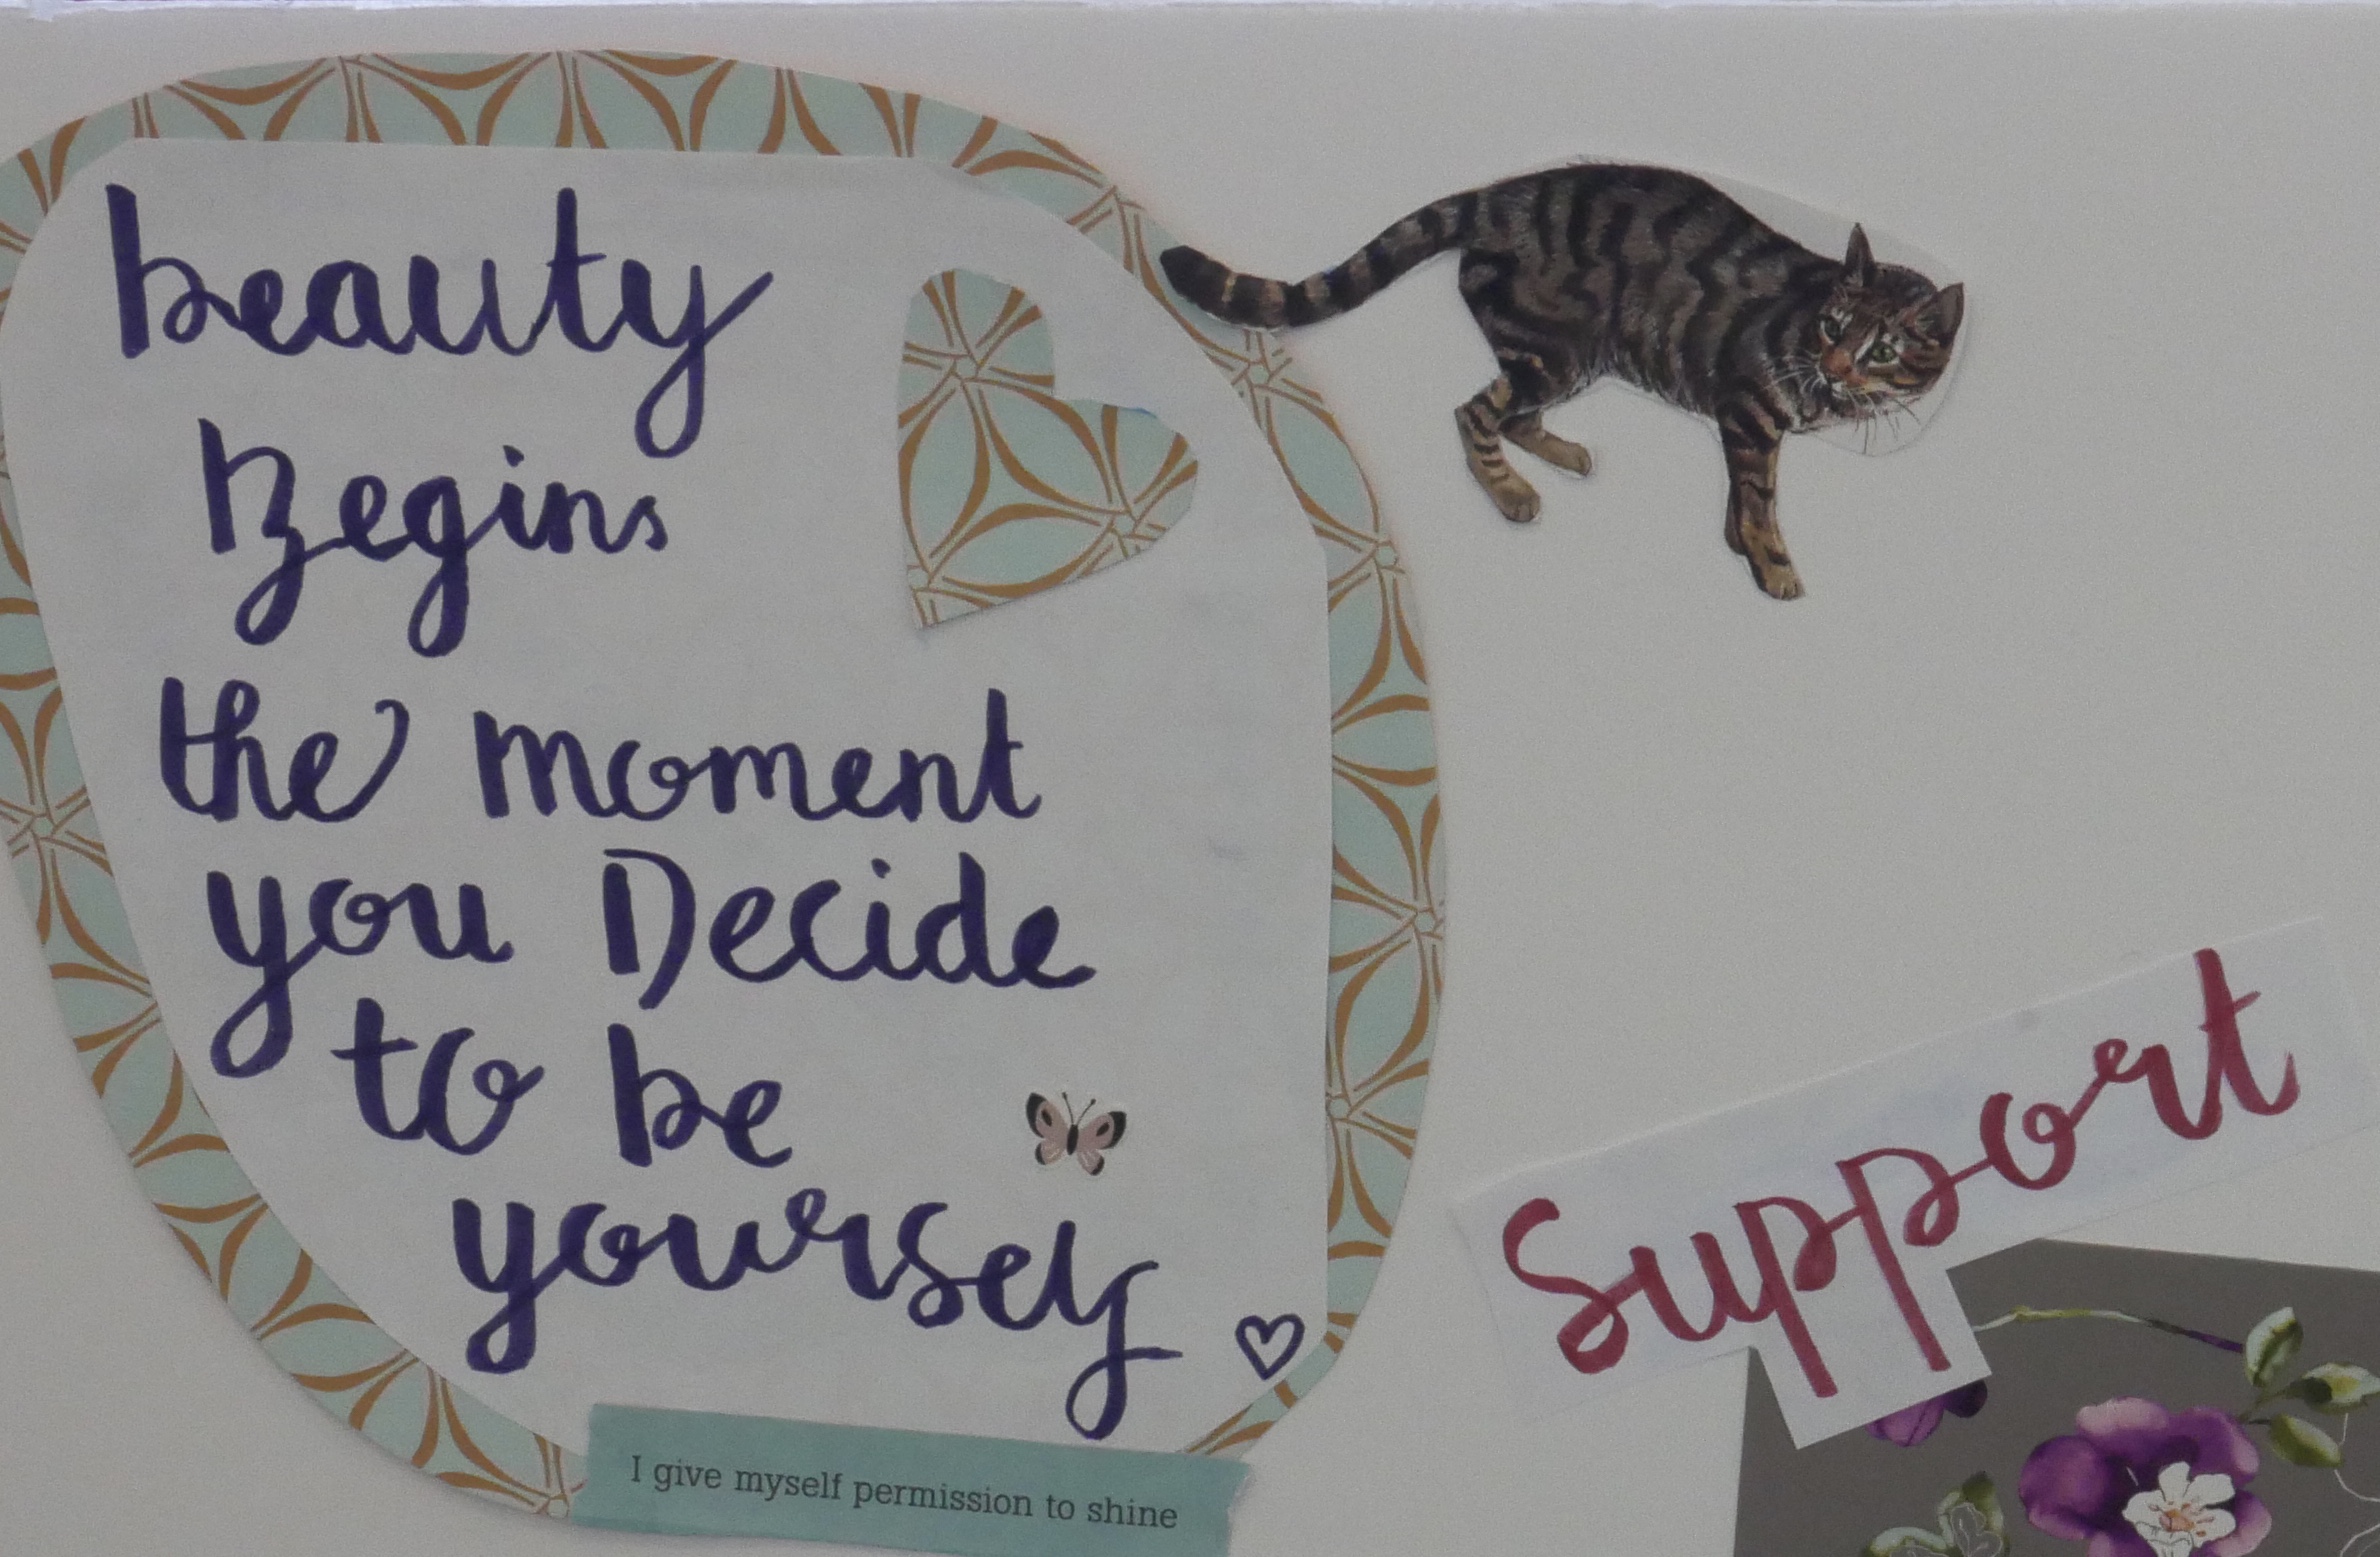 beauty
Begins
the moment
you Decide
to be
yourself
I give myself permission to shine
Support